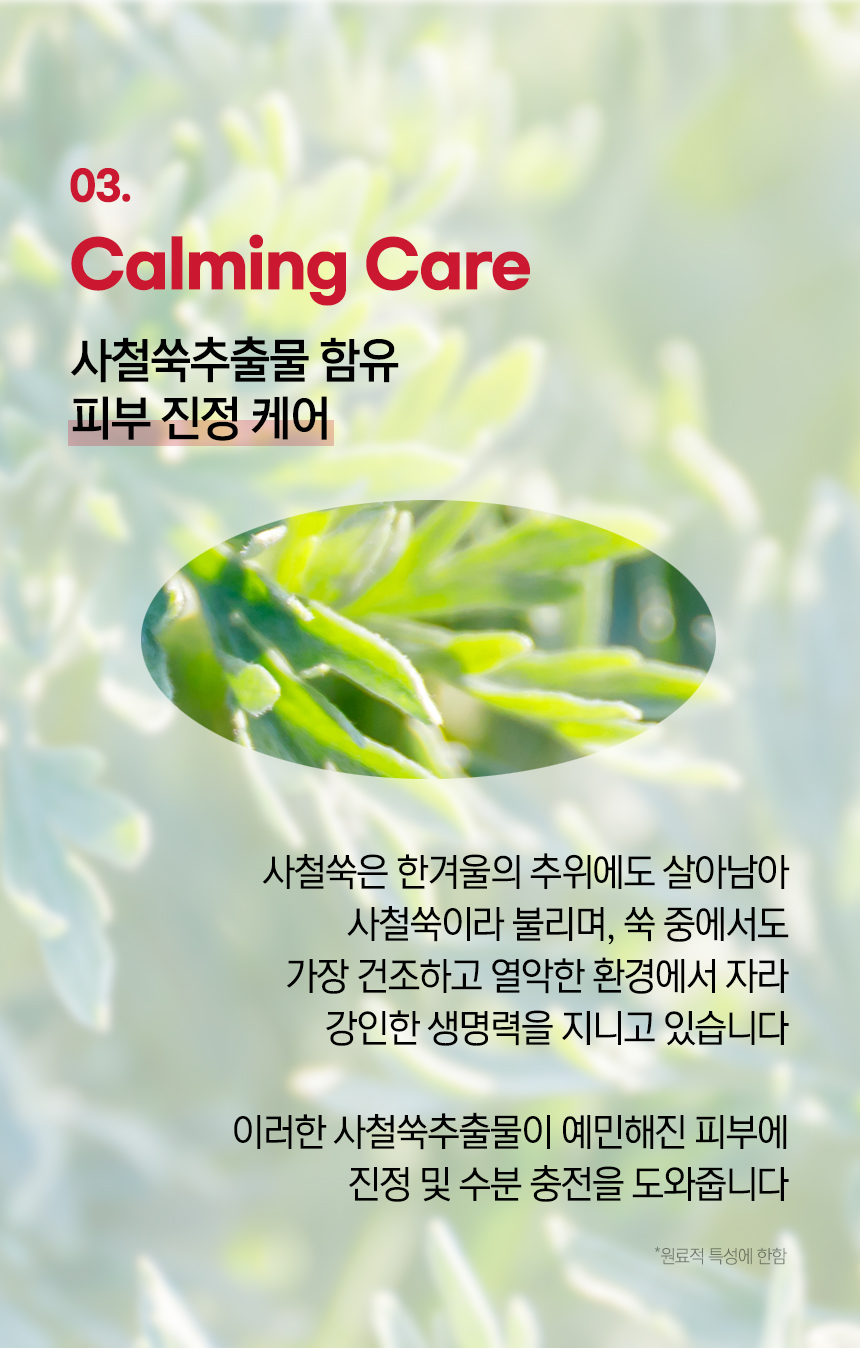 03.
Calming Care
사철쑥추출물 함유
피부 진정 케어
사철쑥은 한겨울의 추위에도 살아남아
사철쑥이라 불리며, 쑥 중에서도
가장 건조하고 열악한 환경에서 자라
강인한 생명력을 지니고 있습니다
이러한 사철쑥추출물이 예민해진 피부에
진정 및 수분 충전을 도와줍니다
*원료적 특성에 한함